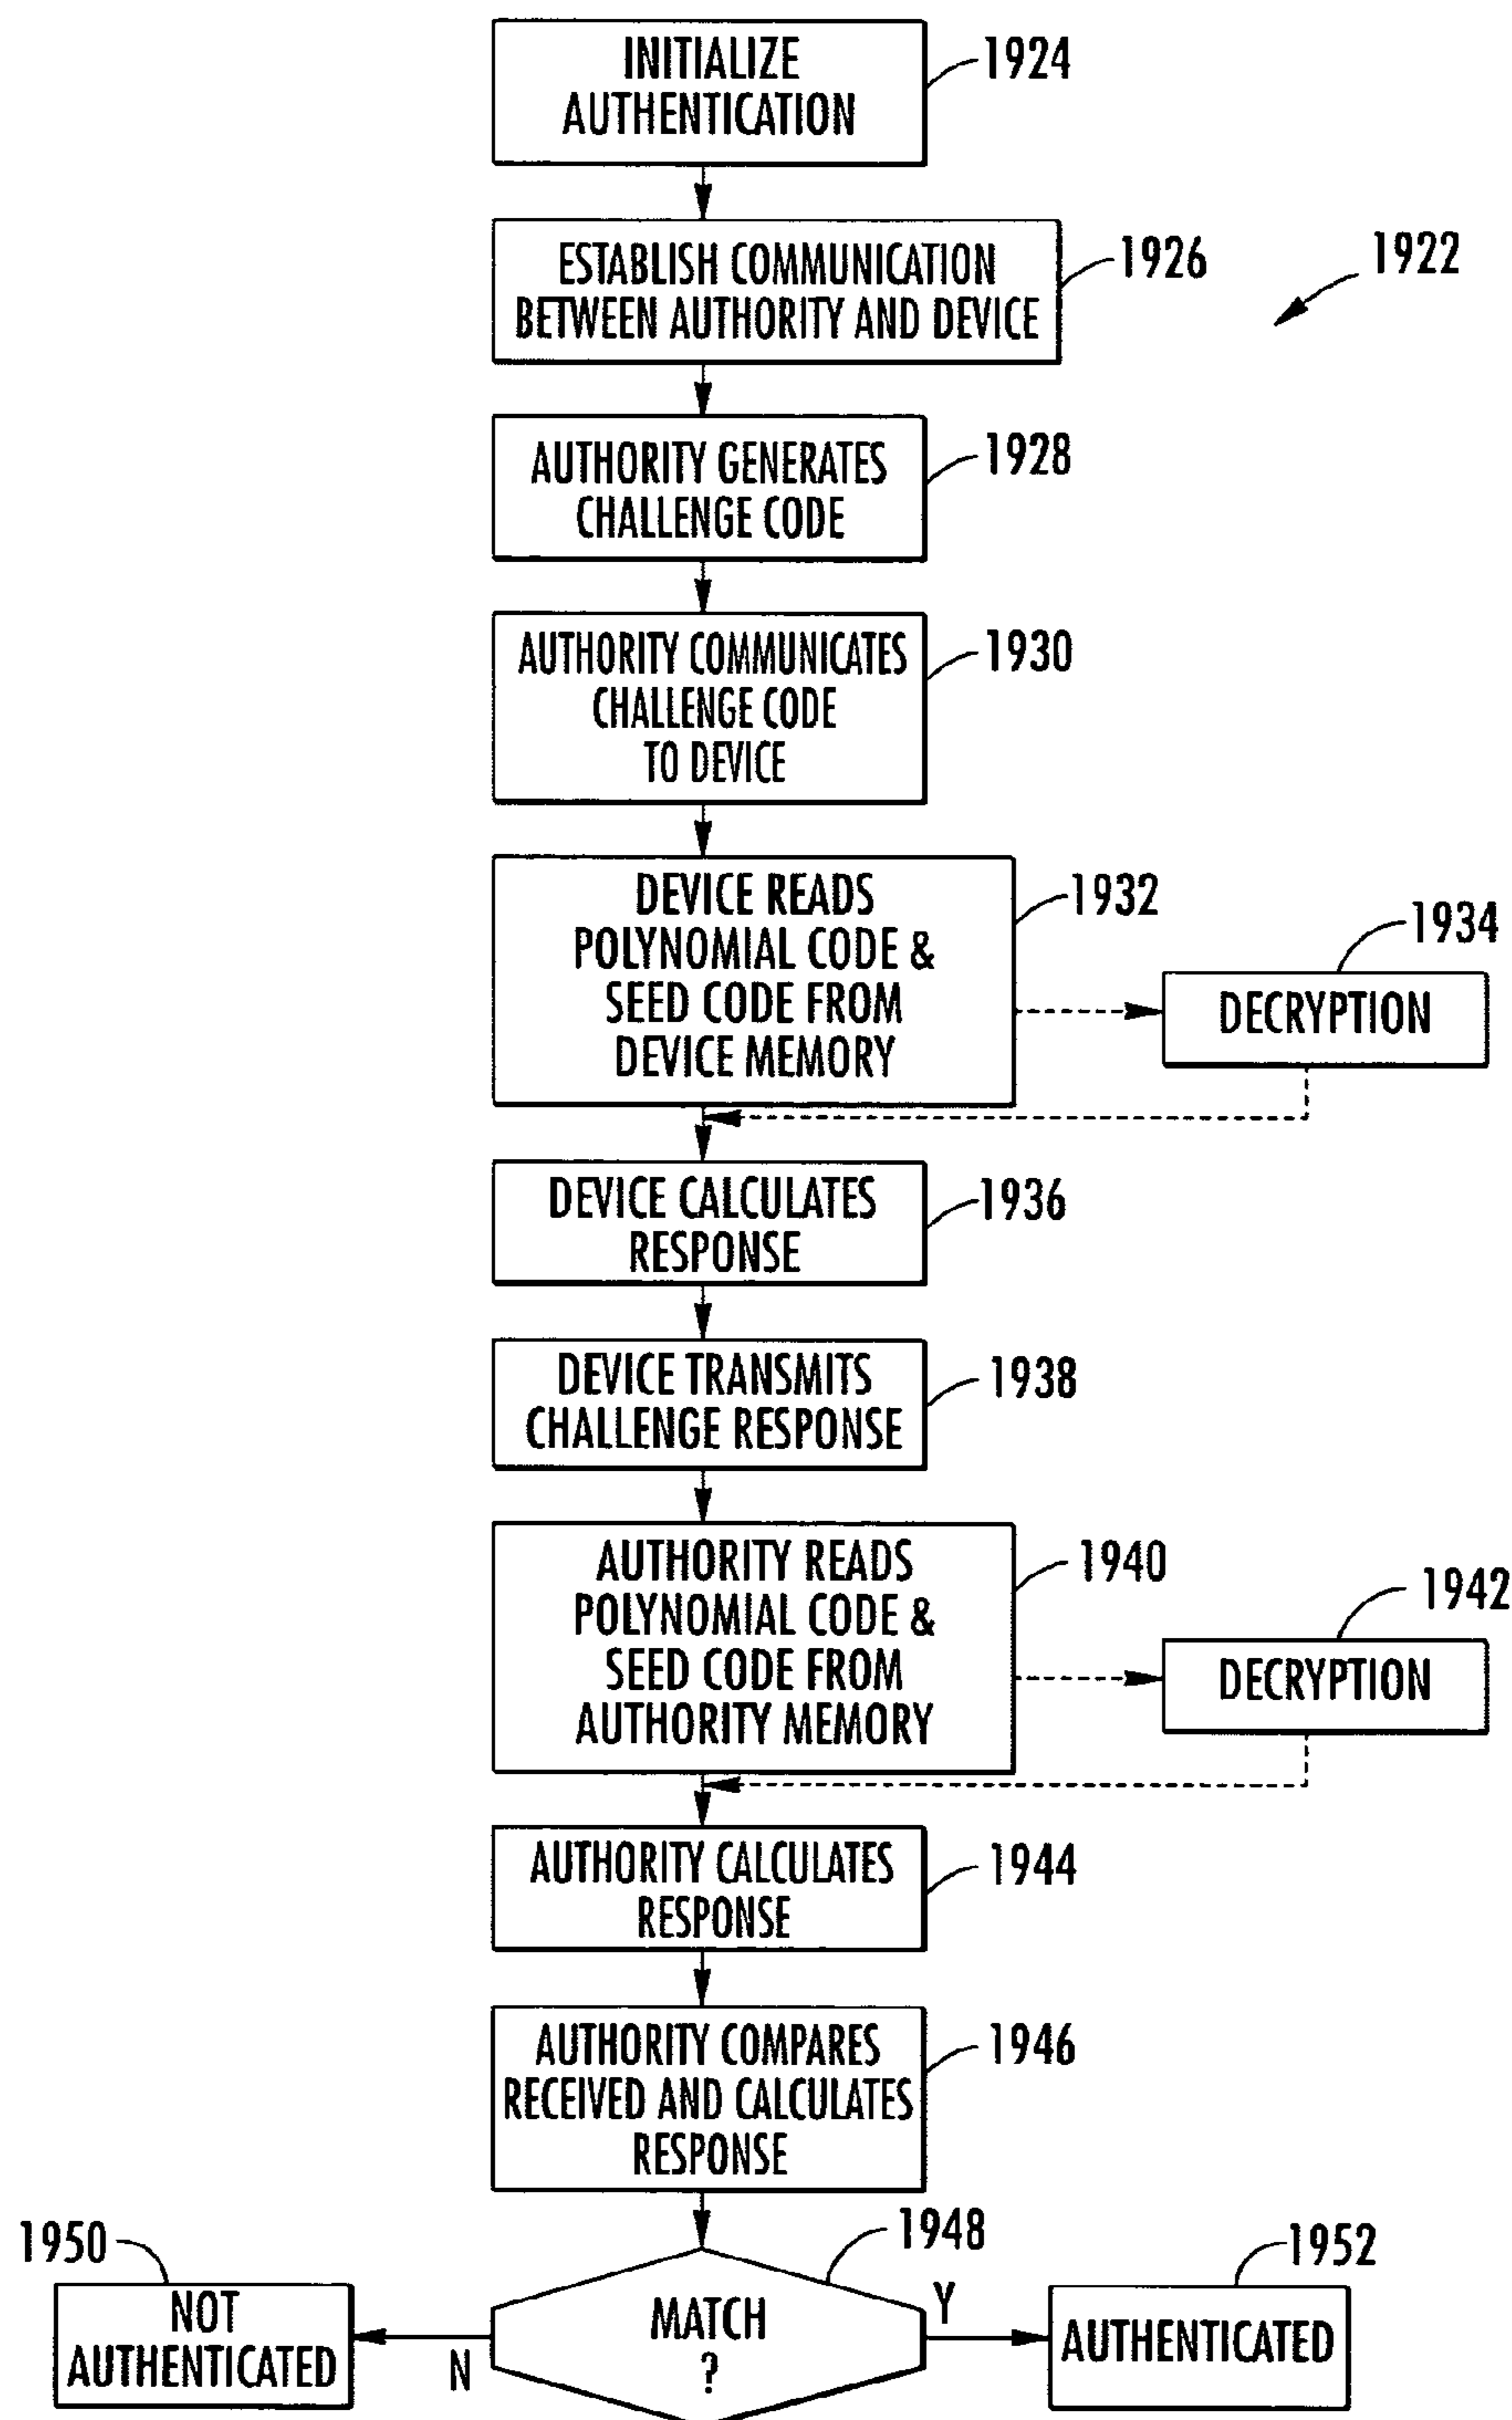 INITIALIZE
AUTHENTICATION
1924
ESTABLISH COMMUNICATION
BETWEEN AUTHORITY AND DEVICE
1926
1922
AUTHORITY GENERATES
CHALLENGE CODE
1928
AUTHORITY COMMUNICATES
CHALLENGE CODE
TO DEVICE
1930
DEVICE READS
POLYNOMIAL CODE &
SEED CODE FROM
DEVICE MEMORY
1932
1934
DECRYPTION
DEVICE CALCULATES
RESPONSE
1936
DEVICE TRANSMITS
CHALLENGE RESPONSE
1938
AUTHORITY READS
POLYNOMIAL CODE &
SEED CODE FROM
AUTHORITY MEMORY
1940
1942
DECRYPTION
AUTHORITY CALCULATES
RESPONSE
1944
AUTHORITY COMPARES
RECEIVED AND CALCULATES
RESPONSE
1946
1950
NOT
AUTHENTICATED
N
1948
MATCH
?
Y
1952
AUTHENTICATED